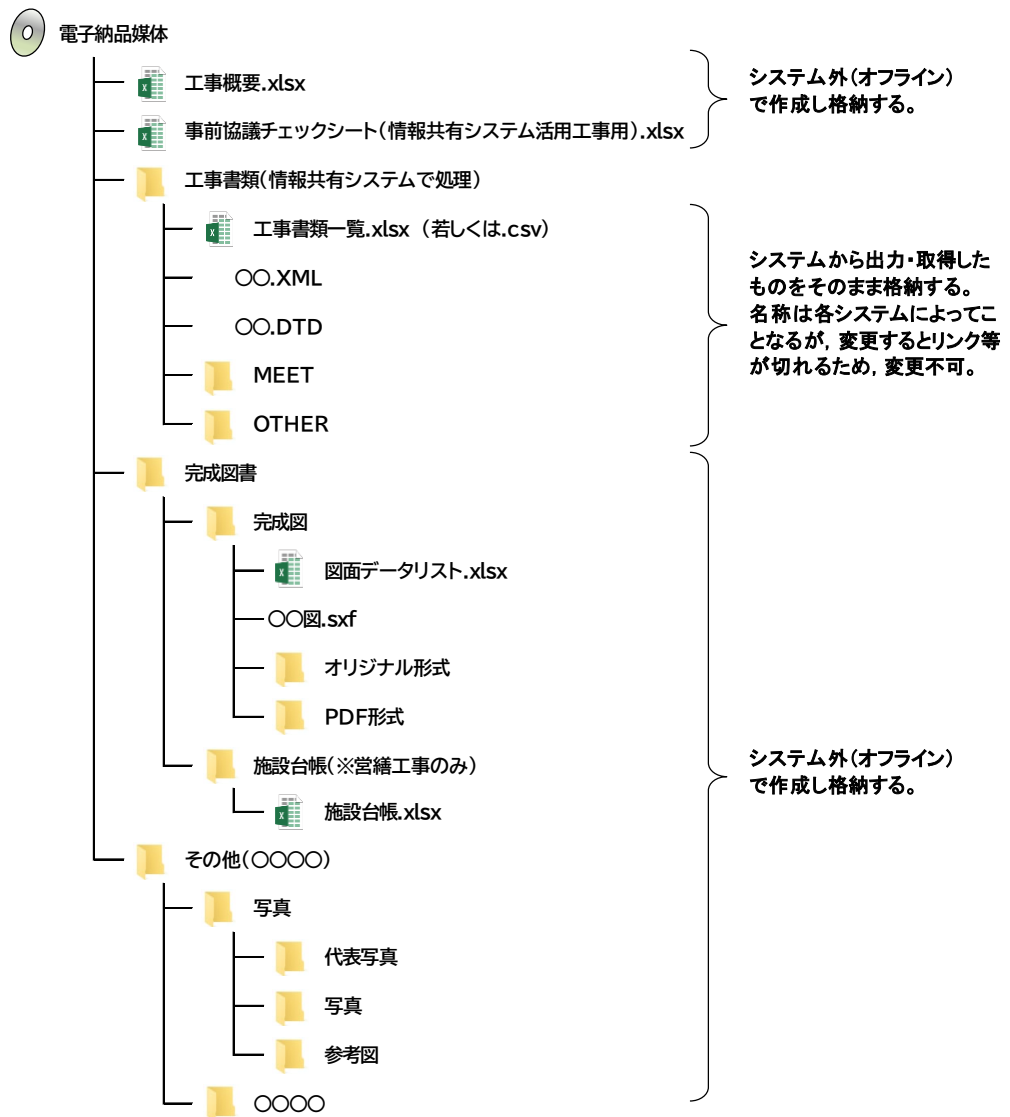 電子納品媒体
工事概要.xlsx
事前協議チェックシート(情報共有システム活用工事用).xlsx
システム外(オフライン)
で作成し格納する。
工事書類(情報共有システムで処理)
工事書類一覧.xlsx (若しくは.csv)
〇〇.XML
〇〇.DTD
MEET
OTHER
システムから出力・取得した
ものをそのまま格納する。
名称は各システムによってこ
となるが,変更するとリンク等
が切れるため,変更不可。
完成図書
完成図
図面データリスト.xlsx
〇〇図.sxf
オリジナル形式
PDF形式
施設台帳(※営繕工事のみ)
施設台帳.xlsx
システム外(オフライン)
で作成し格納する。
その他(〇〇〇〇)
写真
代表写真
写真
参考図
〇〇〇〇